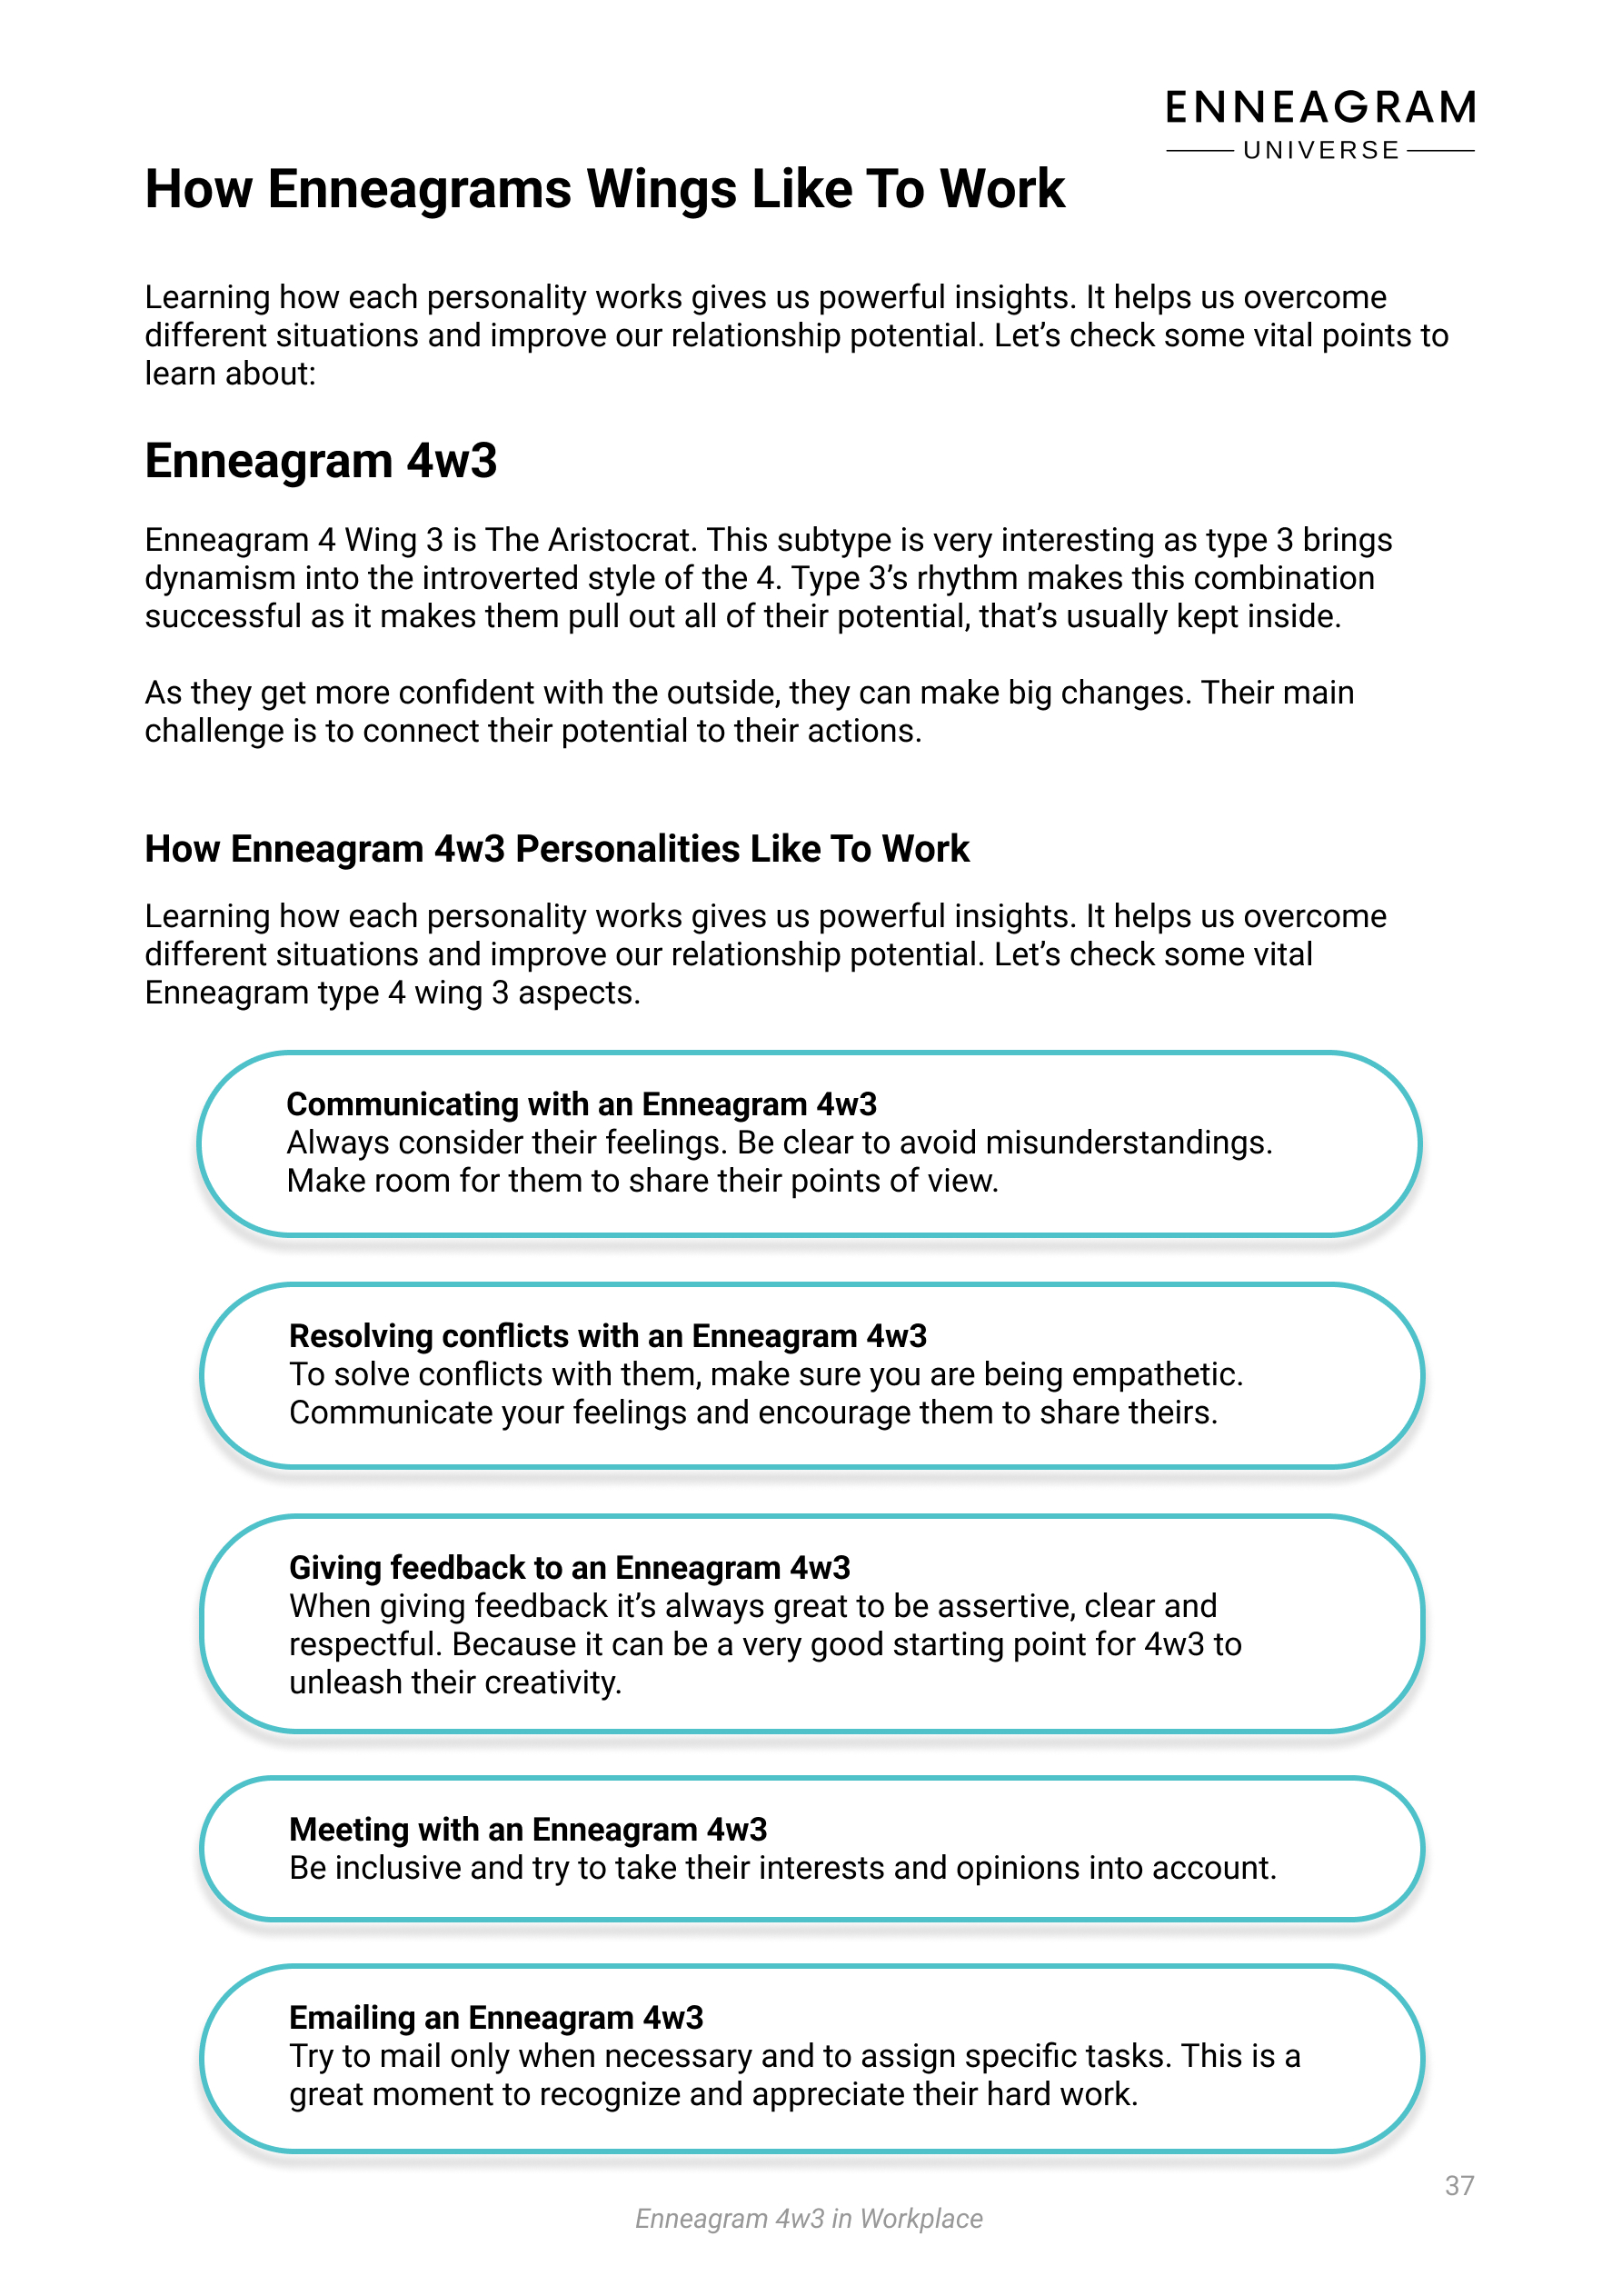 ENNEAGRAM
UNIVERSE
How Enneagrams Wings Like To Work
Learning how each personality works gives us powerful insights. It helps us overcome
different situations and improve our relationship potential. Let’s check some vital points to
learn about:
Enneagram 4w3
Enneagram 4 Wing 3 is The Aristocrat. This subtype is very interesting as type 3 brings
dynamism into the introverted style of the 4. Type 3’s rhythm makes this combination
successful as it makes them pull out all of their potential, that’s usually kept inside.
As they get more confident with the outside, they can make big changes. Their main
challenge is to connect their potential to their actions.
How Enneagram 4w3 Personalities Like To Work
Learning how each personality works gives us powerful insights. It helps us overcome
different situations and improve our relationship potential. Let’s check some vital
Enneagram type 4 wing 3 aspects.
Communicating with an Enneagram 4w3
Always consider their feelings. Be clear to avoid misunderstandings.
Make room for them to share their points of view.
Resolving conflicts with an Enneagram 4w3
To solve conflicts with them, make sure you are being empathetic.
Communicate your feelings and encourage them to share theirs.
Giving feedback to an Enneagram 4w3
When giving feedback it’s always great to be assertive, clear and
respectful. Because it can be a very good starting point for 4w3 to
unleash their creativity.
Meeting with an Enneagram 4w3
Be inclusive and try to take their interests and opinions into account.
Emailing an Enneagram 4w3
Try to mail only when necessary and to assign specific tasks. This is a
great moment to recognize and appreciate their hard work.
37
Enneagram 4w3 in Workplace